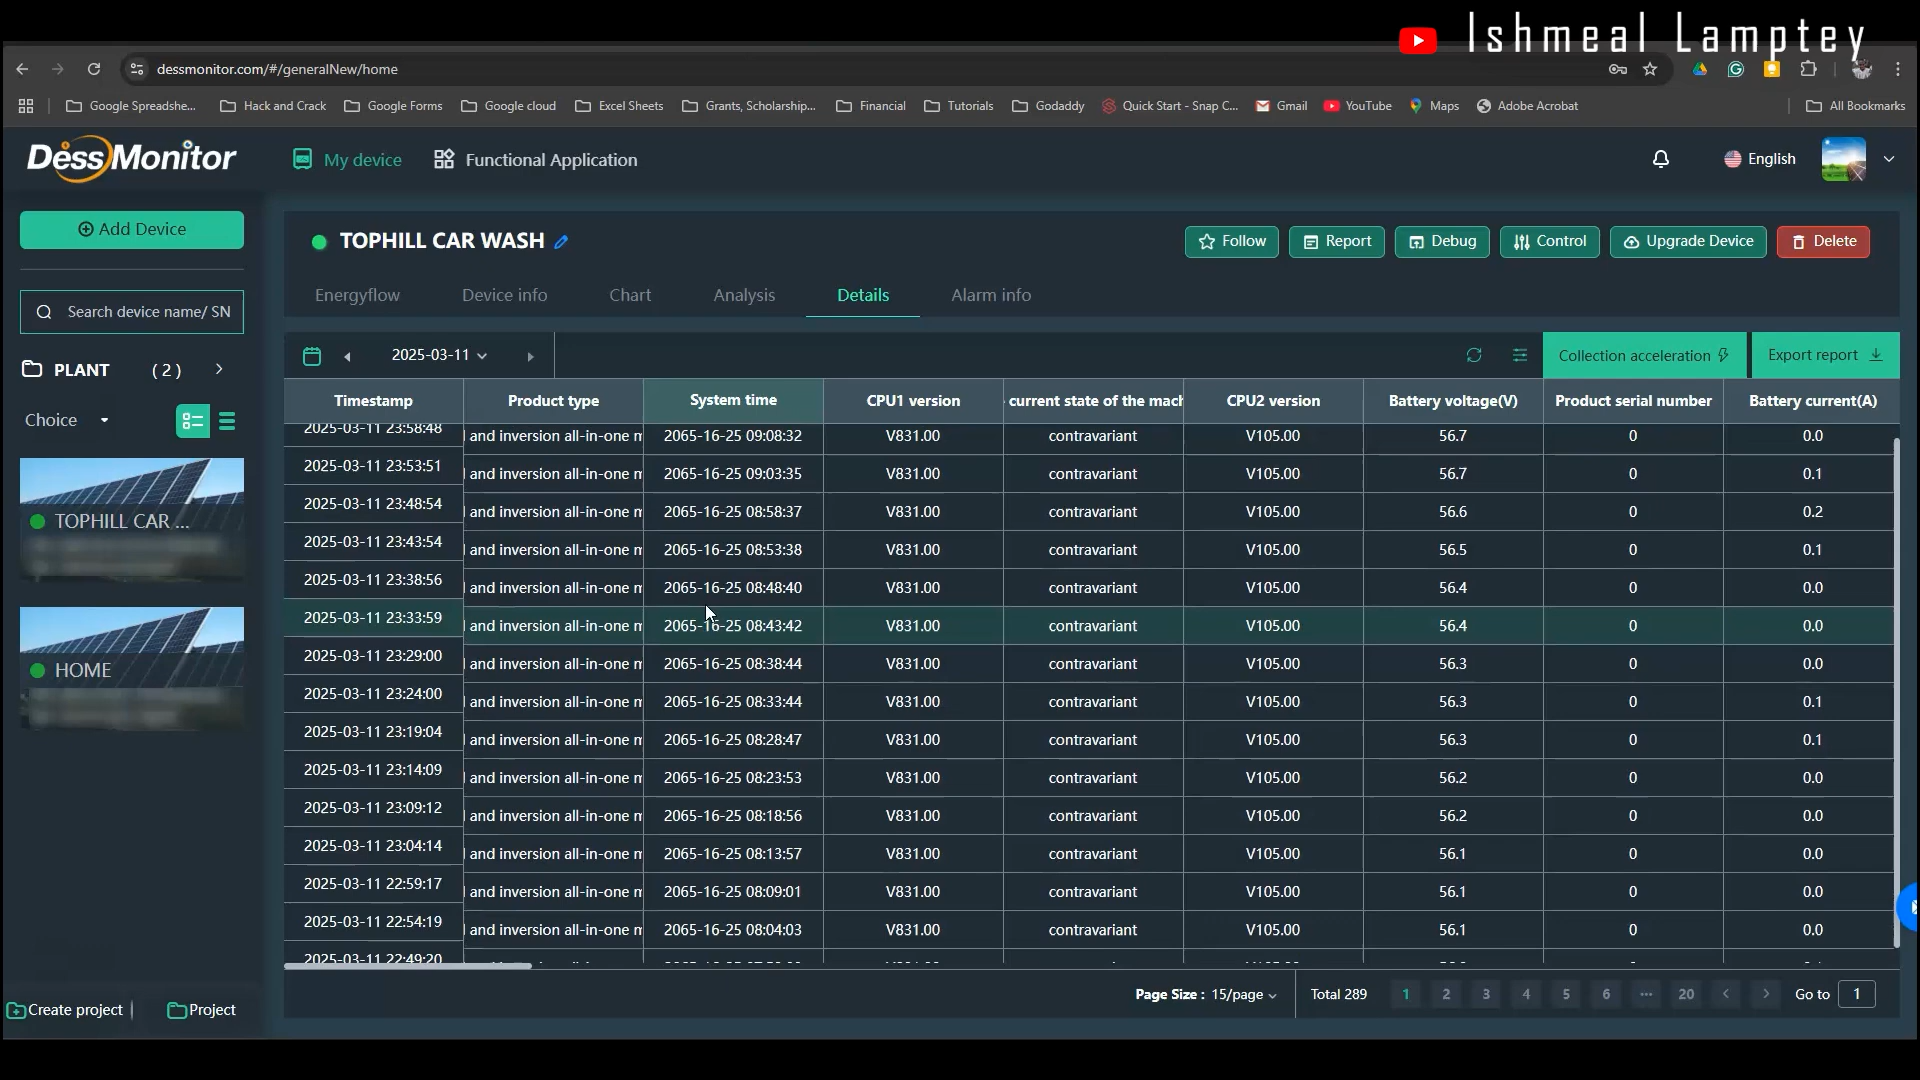 Ishmeal Lamptey
dessmonitor.com/#/generalNew/home
Google Spreadshe... Hack and Crack Google Forms Google cloud Excel Sheets Grants, Scholarship... Financial Tutorials Godaddy Quick Start - Snap C... Gmail YouTube Maps Adobe Acrobat All Bookmarks
DessMonitor My device Functional Application English
Add Device
TOPHILL CAR WASH Follow Report Debug Control Upgrade Device Delete
Energyflow Device info Chart Analysis Details Alarm info
Search device name/ SN
PLANT ( 2 )
Choice
TOPHILL CAR ...
HOME
Create project Project
2025-03-11 Collection acceleration Export report
Timestamp Product type System time CPU1 version current state of the mach CPU2 version Battery voltage(V) Product serial number Battery current(A)
2025-03-11 23:58:48 and inversion all-in-one m 2065-16-25 09:08:32 V831.00 contravariant V105.00 56.7 0 0.0
2025-03-11 23:53:51 and inversion all-in-one m 2065-16-25 09:03:35 V831.00 contravariant V105.00 56.7 0 0.1
2025-03-11 23:48:54 and inversion all-in-one m 2065-16-25 08:58:37 V831.00 contravariant V105.00 56.6 0 0.2
2025-03-11 23:43:54 and inversion all-in-one m 2065-16-25 08:53:38 V831.00 contravariant V105.00 56.5 0 0.1
2025-03-11 23:38:56 and inversion all-in-one m 2065-16-25 08:48:40 V831.00 contravariant V105.00 56.4 0 0.0
2025-03-11 23:33:59 and inversion all-in-one m 2065-16-25 08:43:42 V831.00 contravariant V105.00 56.4 0 0.0
2025-03-11 23:29:00 and inversion all-in-one m 2065-16-25 08:38:44 V831.00 contravariant V105.00 56.3 0 0.0
2025-03-11 23:24:00 and inversion all-in-one m 2065-16-25 08:33:44 V831.00 contravariant V105.00 56.3 0 0.1
2025-03-11 23:19:04 and inversion all-in-one m 2065-16-25 08:28:47 V831.00 contravariant V105.00 56.3 0 0.1
2025-03-11 23:14:09 and inversion all-in-one m 2065-16-25 08:23:53 V831.00 contravariant V105.00 56.2 0 0.0
2025-03-11 23:09:12 and inversion all-in-one m 2065-16-25 08:18:56 V831.00 contravariant V105.00 56.2 0 0.0
2025-03-11 23:04:14 and inversion all-in-one m 2065-16-25 08:13:57 V831.00 contravariant V105.00 56.1 0 0.0
2025-03-11 22:59:17 and inversion all-in-one m 2065-16-25 08:09:01 V831.00 contravariant V105.00 56.1 0 0.0
2025-03-11 22:54:19 and inversion all-in-one m 2065-16-25 08:04:03 V831.00 contravariant V105.00 56.1 0 0.0
2025-03-11 22:49:20
Page Size : 15/page Total 289 1 2 3 4 5 6 ... 20 Go to 1